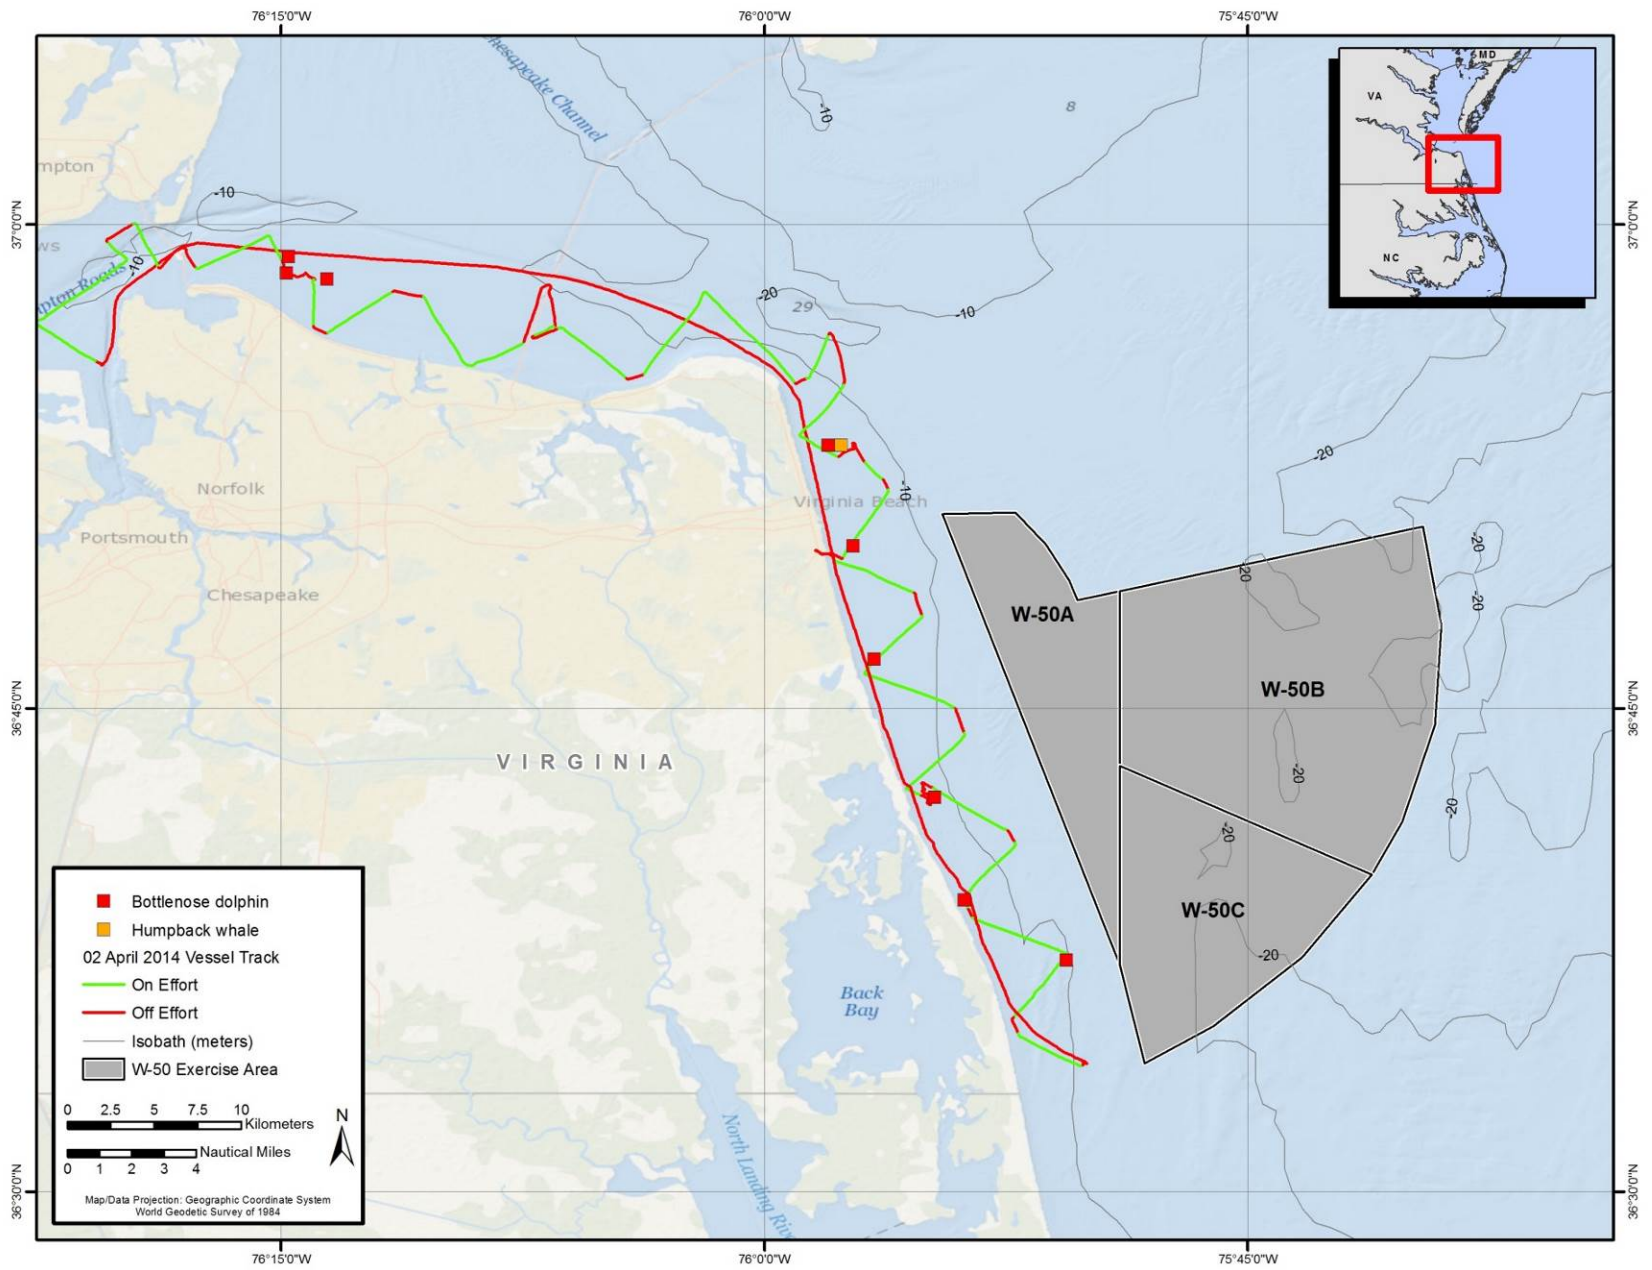 76°15'0"W
76°0'0"W
75°45'0"W
hesapeake Channel
-10
8
MD
VA
NC
mpton
-10
37°0'0"N
37°0'0"N
ws
-10
pton Roads
-20
29
-10
-20
Norfolk
-10
Virginia Beach
Portsmouth
-20
-20
Chesapeake
-20
W-50A
W-50B
36°45'0"N
36°45'0"N
VIRGINIA
-20
-20
-20
W-50C
-20
Back
Bay
Bottlenose dolphin
Humpback whale
02 April 2014 Vessel Track
On Effort
Off Effort
Isobath (meters)
W-50 Exercise Area
0 2.5 5 7.5 10
Kilometers
N
Nautical Miles
0 1 2 3 4
Map/Data Projection: Geographic Coordinate System
World Geodetic Survey of 1984
North Landing Riv
36°30'0"N
36°30'0"N
76°15'0"W
76°0'0"W
75°45'0"W